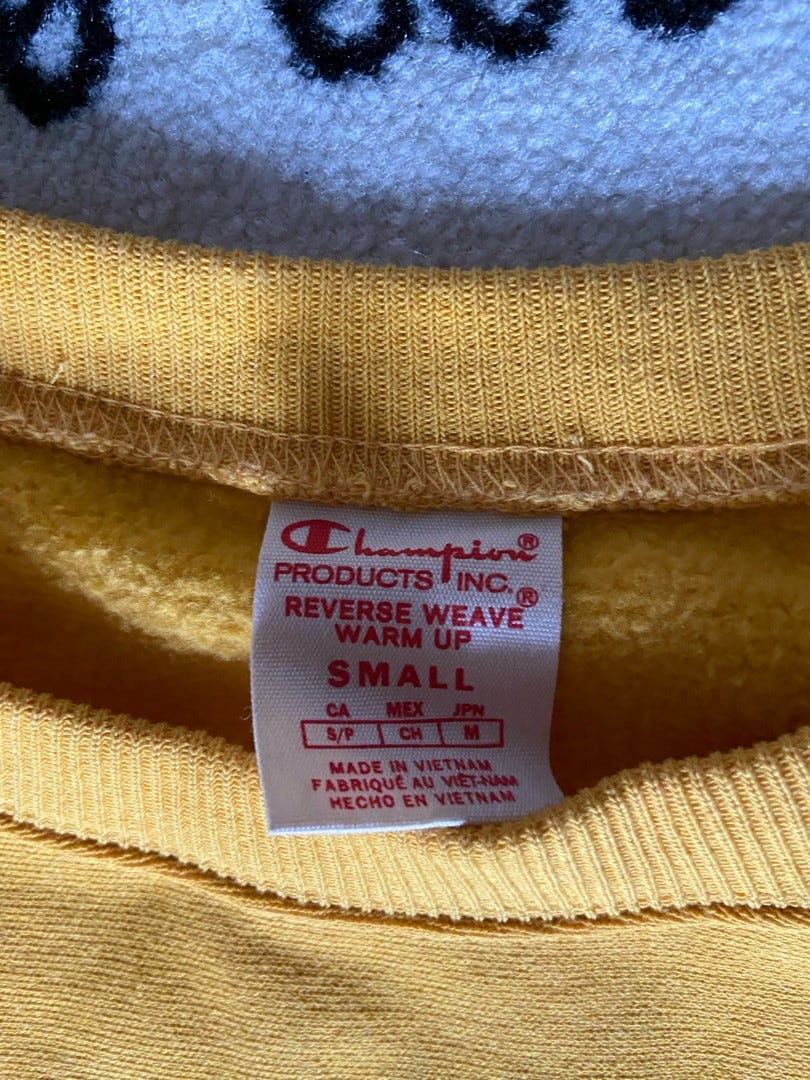 Champion®
PRODUCTS INC.
REVERSE WEAVE®
WARM UP
SMALL
CA MEX JPN
S/P CH M
MADE IN VIETNAM
FABRIQUÉ AU VIÊT-NAM
HECHO EN VIETNAM